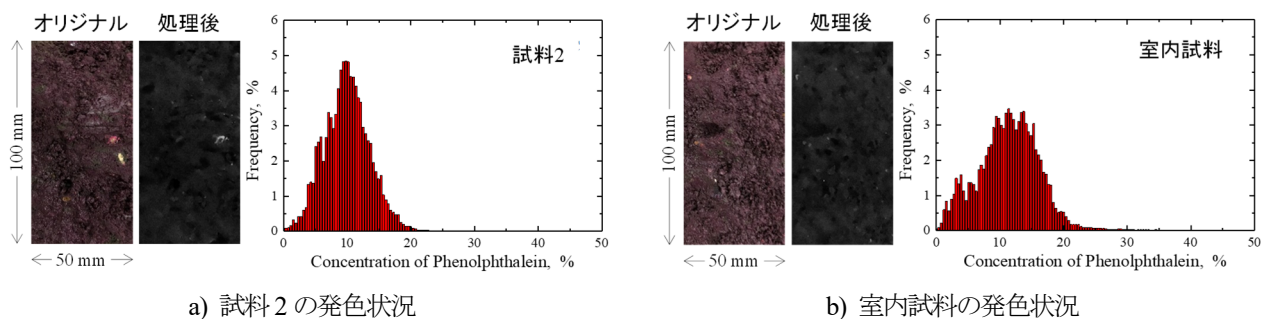 オリジナル
処理後
100 mm
50 mm
試料2
6
5
4
3
2
1
0
Frequency, %
0 10 20 30 40 50
Concentration of Phenolphthalein, %
a) 試料 2 の発色状況
オリジナル
処理後
100 mm
50 mm
室内試料
6
5
4
3
2
1
0
Frequency, %
0 10 20 30 40 50
Concentration of Phenolphthalein, %
b) 室内試料の発色状況